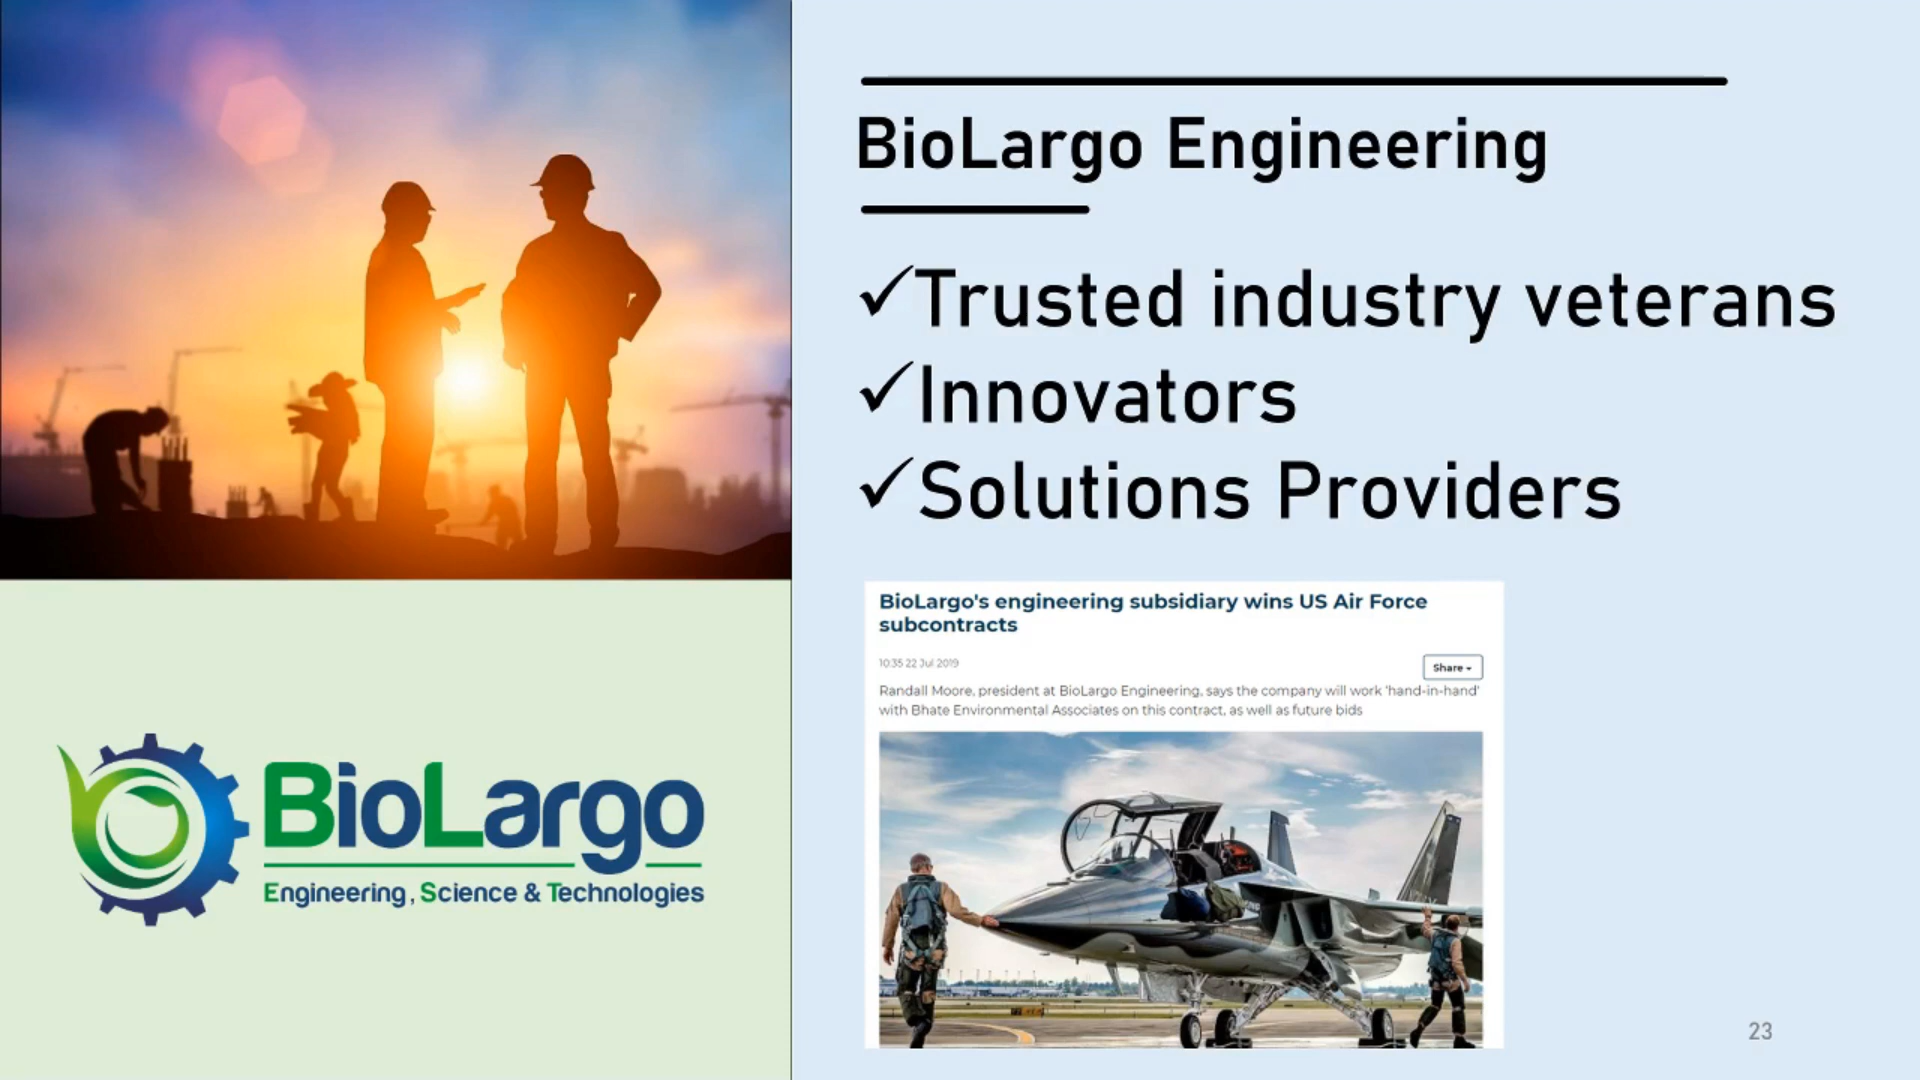 BioLargo Engineering
✓Trusted industry veterans
✓Innovators
✓Solutions Providers
BioLargo's engineering subsidiary wins US Air Force
subcontracts
10:35 22 Jul 2019
Share
Randall Moore, president at BioLargo Engineering, says the company will work 'hand-in-hand'
with Bhate Environmental Associates on this contract, as well as future bids
BioLargo
Engineering, Science & Technologies
23